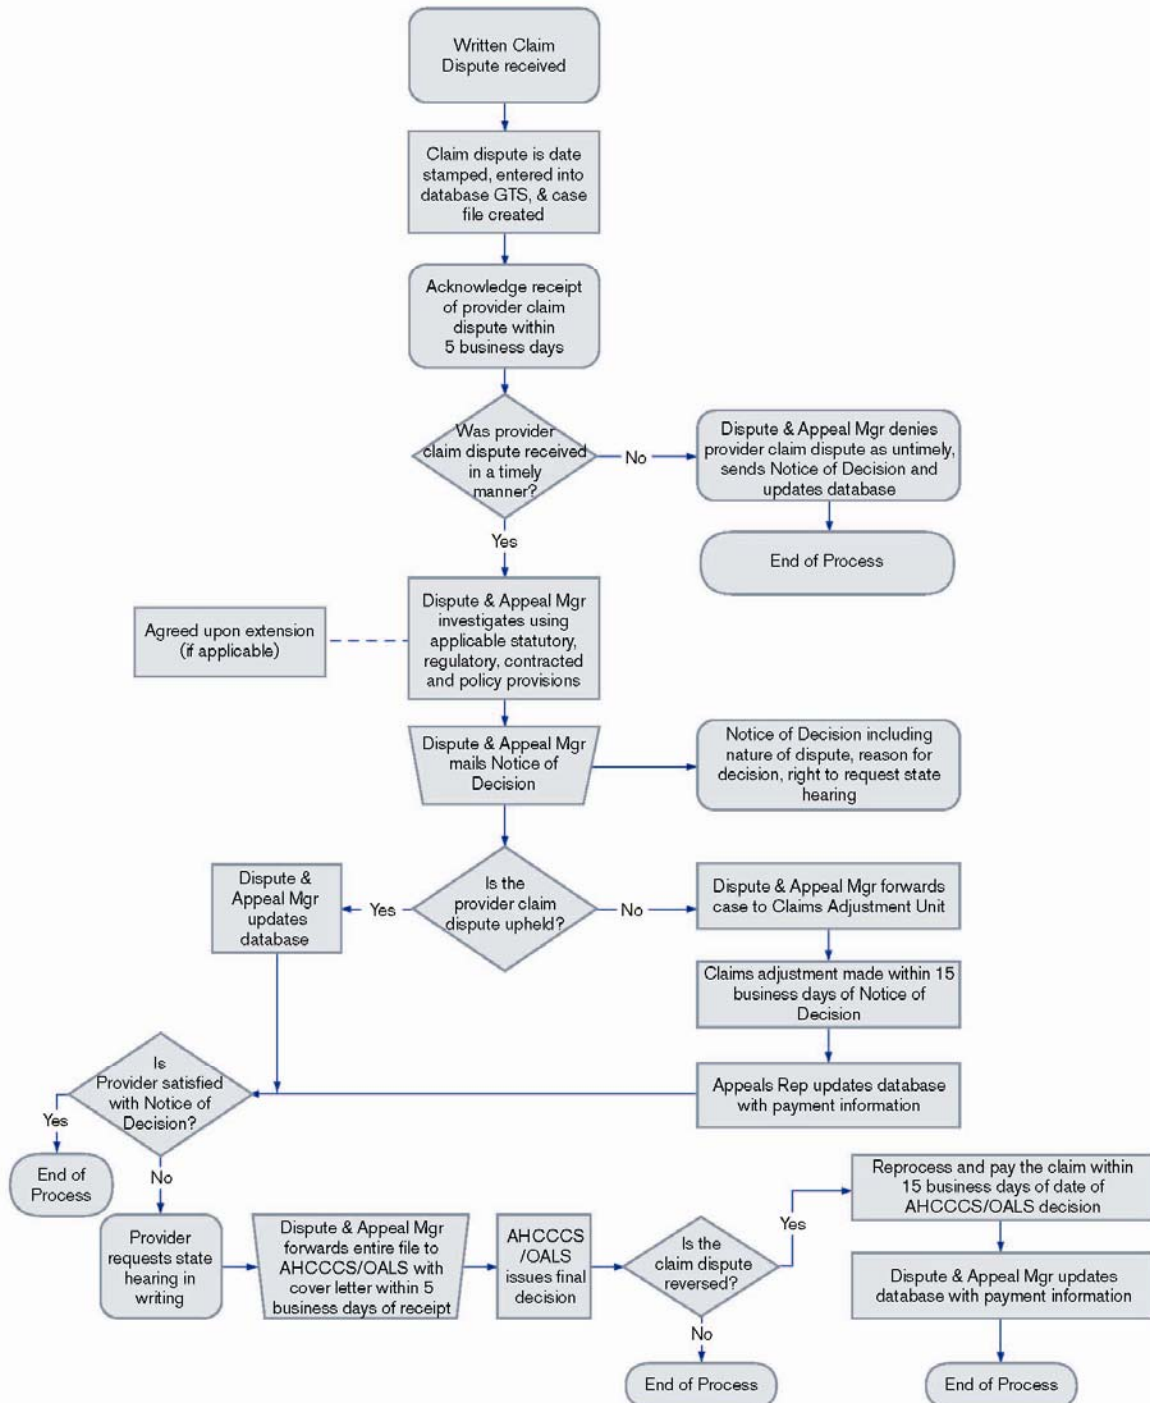 Written Claim
Dispute received
Claim dispute is date
stamped, entered into
database GTS, & case
file created
Acknowledge receipt
of provider claim
dispute within
5 business days
Was provider
claim dispute received
in a timely
manner?
No
Dispute & Appeal Mgr denies
provider claim dispute as untimely,
sends Notice of Decision and
updates database
End of Process
Yes
Agreed upon extension
(if applicable)
Dispute & Appeal Mgr
investigates using
applicable statutory,
regulatory, contracted
and policy provisions
Dispute & Appeal Mgr
mails Notice of
Decision
Notice of Decision including
nature of dispute, reason for
decision, right to request state
hearing
Is the
provider claim
dispute upheld?
Yes
Dispute &
Appeal Mgr
updates
database
No
Dispute & Appeal Mgr forwards
case to Claims Adjustment Unit
Claims adjustment made within 15
business days of Notice of
Decision
Appeals Rep updates database
with payment information
Is
Provider satisfied
with Notice of
Decision?
Yes
End of
Process
No
Provider
requests state
hearing in
writing
Dispute & Appeal Mgr
forwards entire file to
AHCCCS/OALS with
cover letter within 5
business days of receipt
AHCCCS
/OALS
issues final
decision
Is the
claim dispute
reversed?
Yes
Reprocess and pay the claim within
15 business days of date of
AHCCCS/OALS decision
Dispute & Appeal Mgr updates
database with payment information
End of Process
No
End of Process